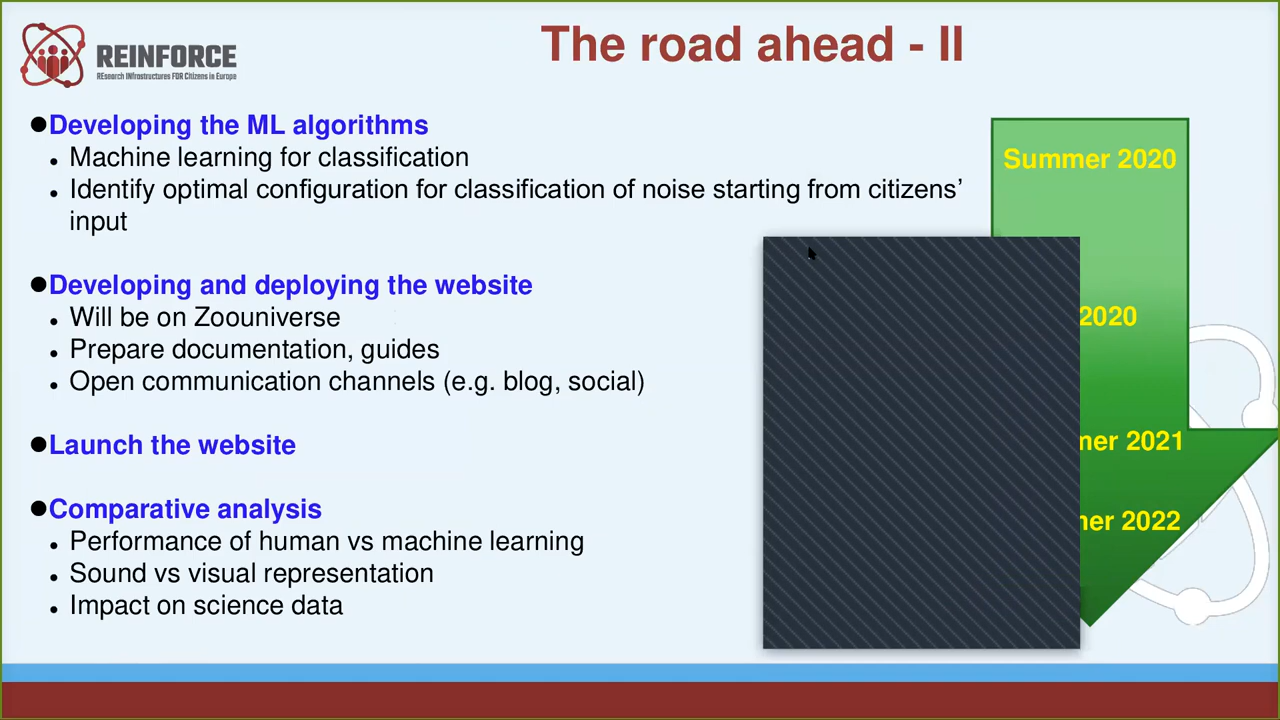 REINFORCE
REsearch INfrastructures FOR Citizens in Europe
The road ahead - II
Developing the ML algorithms
Machine learning for classification
Identify optimal configuration for classification of noise starting from citizens’
input
Developing and deploying the website
Will be on Zoouniverse
Prepare documentation, guides
Open communication channels (e.g. blog, social)
Launch the website
Comparative analysis
Performance of human vs machine learning
Sound vs visual representation
Impact on science data
Summer 2020
2020
2021
2022